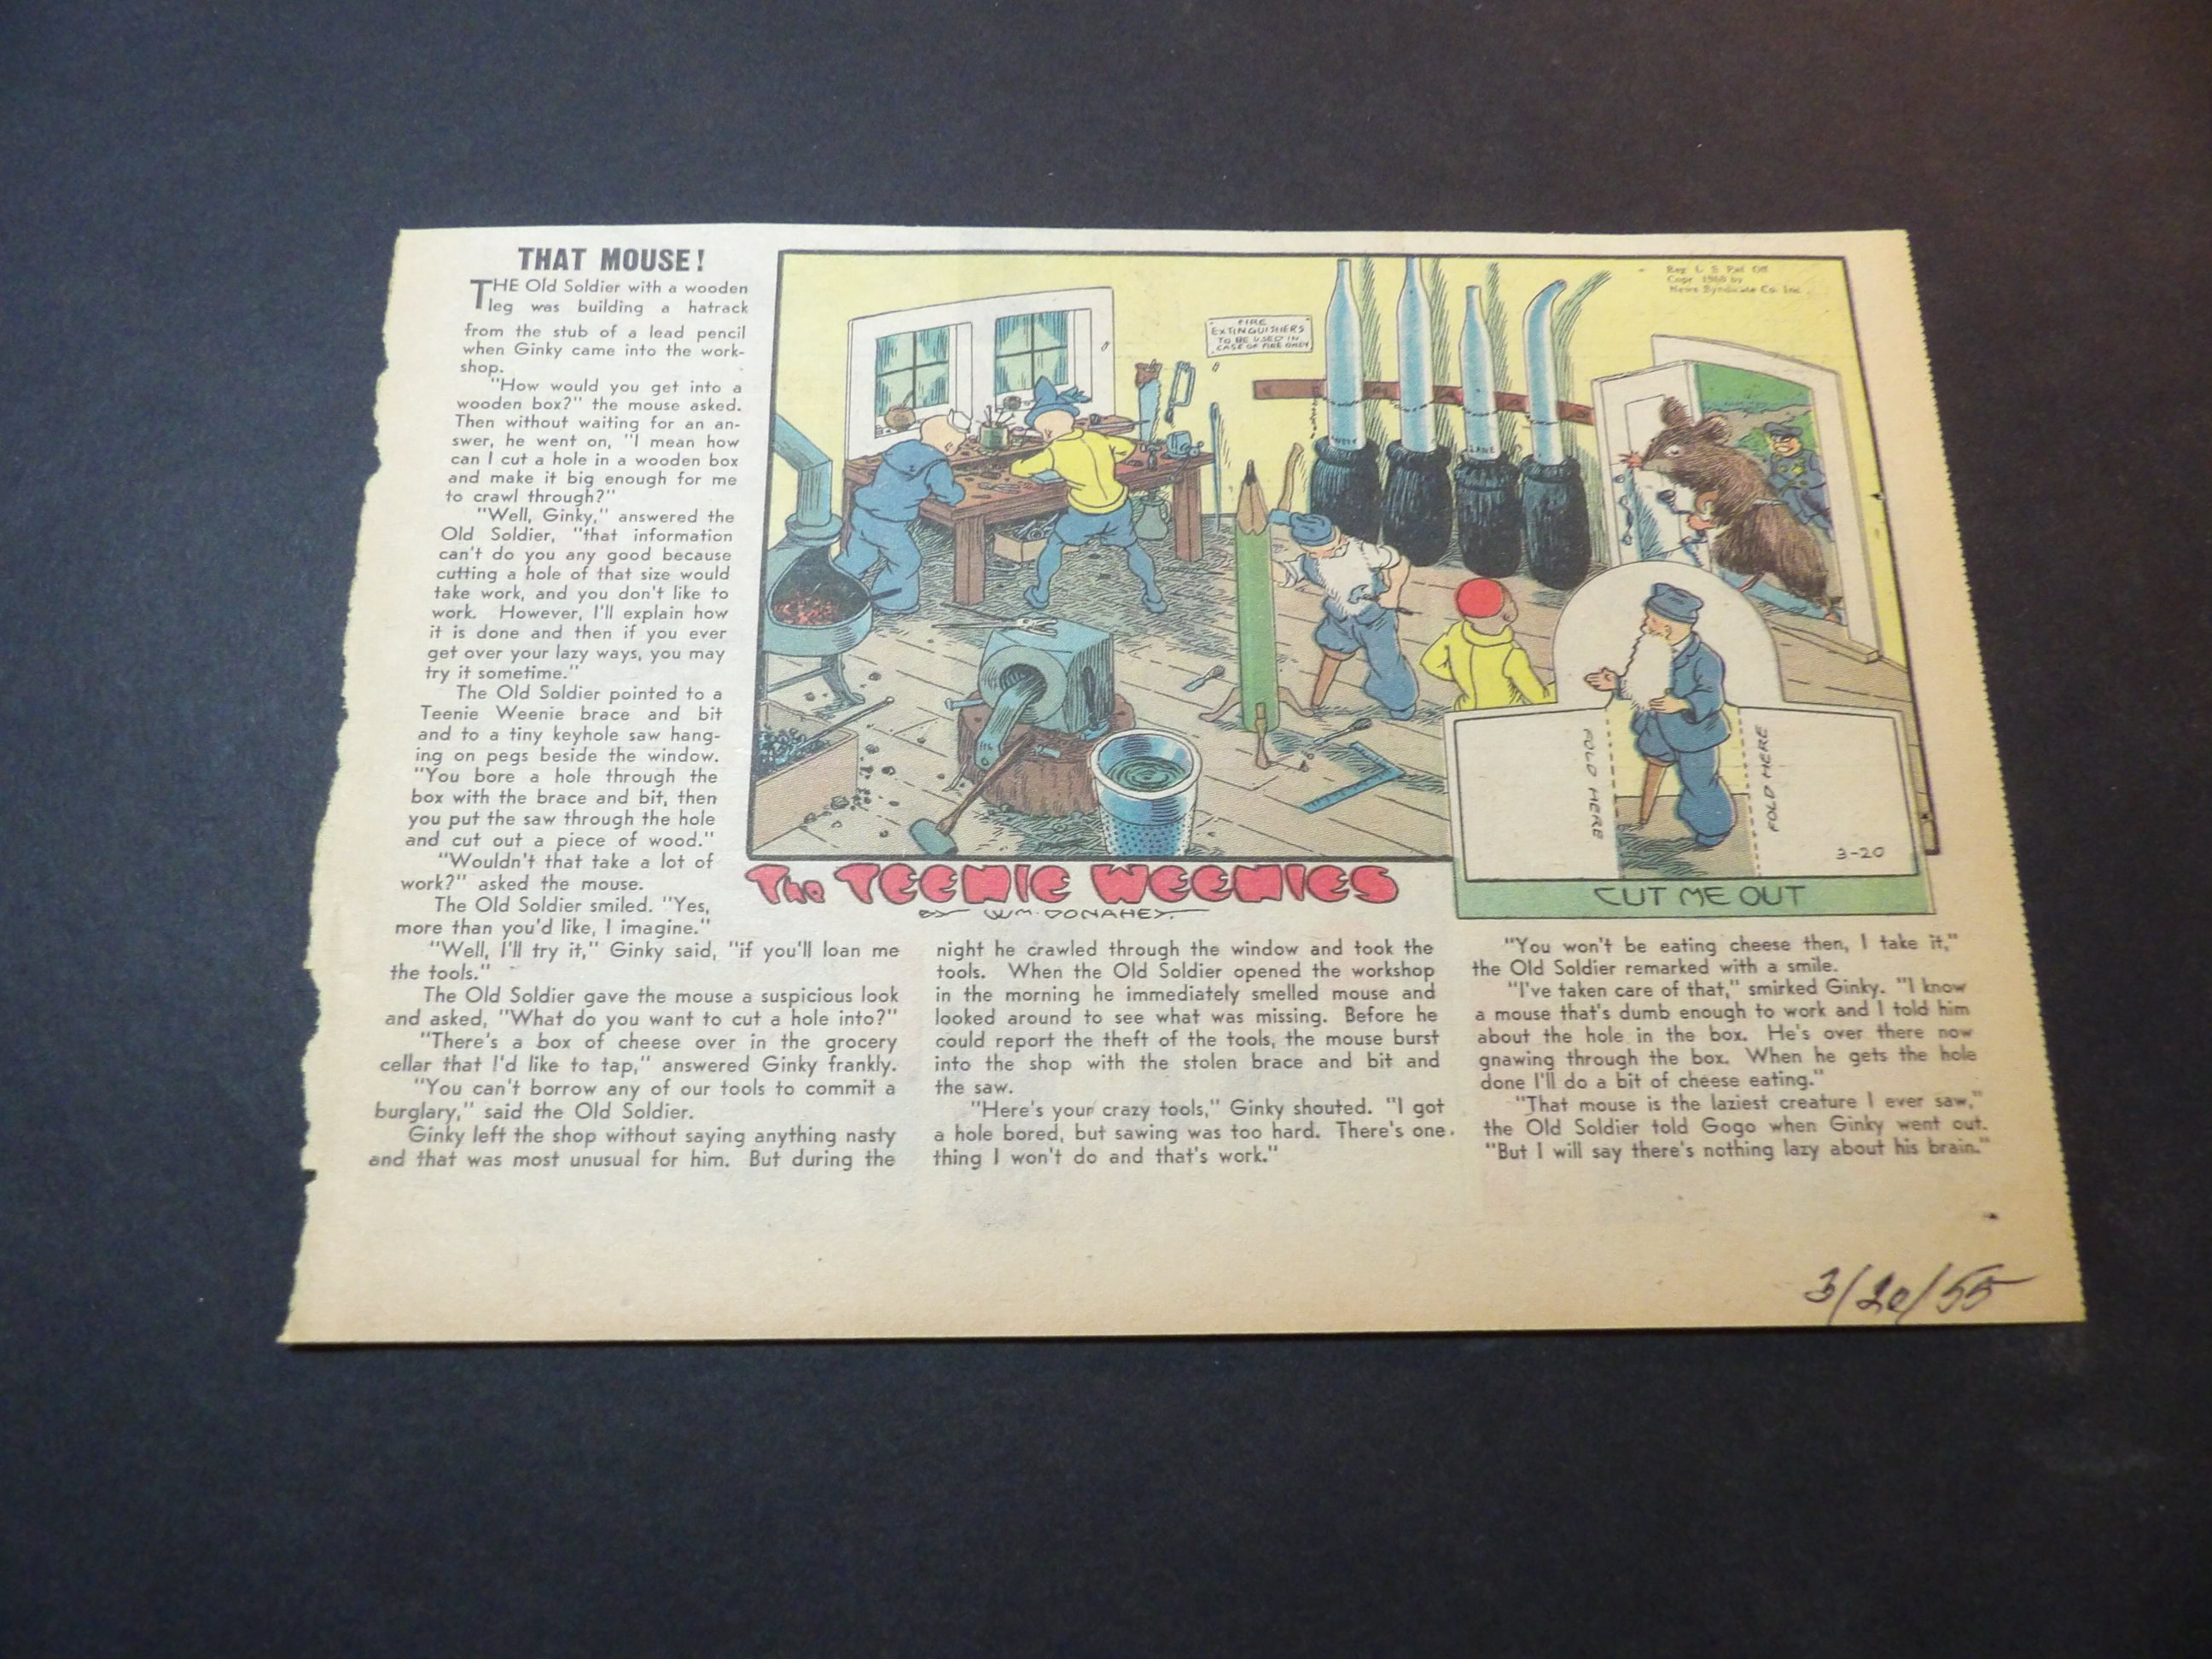 THAT MOUSE!
THE Old Soldier with a wooden
leg was building a hatrack
from the stub of a lead pencil
when Ginky came into the work-
shop.
"How would you get into a
wooden box?" the mouse asked.
Then without waiting for an an-
swer, he went on, "I mean how
can I cut a hole in a wooden box
and make it big enough for me
to crawl through?"
"Well, Ginky," answered the
Old Soldier, "that information
can't do you any good because
cutting a hole of that size would
take work, and you don't like to
work. However, I'll explain how
it is done and then if you ever
get over your lazy ways, you may
try it sometime."
The Old Soldier pointed to a
Teenie Weenie brace and bit
and to a tiny keyhole saw hang-
ing on pegs beside the window.
"You bore a hole through the
box with the brace and bit, then
you put the saw through the hole
and cut out a piece of wood."
"Wouldn't that take a lot of
work?" asked the mouse.
The Old Soldier smiled. "Yes,
more than you'd like, I imagine."
"Well, I'll try it," Ginky said, "if you'll loan me
the tools."
The Old Soldier gave the mouse a suspicious look
and asked, "What do you want to cut a hole into?"
"There's a box of cheese over in the grocery
cellar that I'd like to tap," answered Ginky frankly.
"You can't borrow any of our tools to commit a
burglary," said the Old Soldier.
Ginky left the shop without saying anything nasty
and that was most unusual for him. But during the
night he crawled through the window and took the
tools. When the Old Soldier opened the workshop
in the morning he immediately smelled mouse and
looked around to see what was missing. Before he
could report the theft of the tools, the mouse burst
into the shop with the stolen brace and bit and
the saw.
"Here's your crazy tools," Ginky shouted. "I got
a hole bored, but sawing was too hard. There's one
thing I won't do and that's work."
"You won't be eating cheese then, I take it,"
the Old Soldier remarked with a smile.
"I've taken care of that," smirked Ginky. "I know
a mouse that's dumb enough to work and I told him
about the hole in the box. He's over there now
gnawing through the box. When he gets the hole
done I'll do a bit of cheese eating."
"That mouse is the laziest creature I ever saw,"
the Old Soldier told Gogo when Ginky went out.
"But I will say there's nothing lazy about his brain."
FIRE
EXTINGUISHERS
TO BE USED IN
CASE OF FIRE ONLY
Reg. U. S. Pat. Off.
Copr. by
News Syndicate Co. Inc.
FOLD HERE
FOLD HERE
3-20
CUT ME OUT
The TEENIE WEENIES
BY WM. DONAHEY
3/20/55